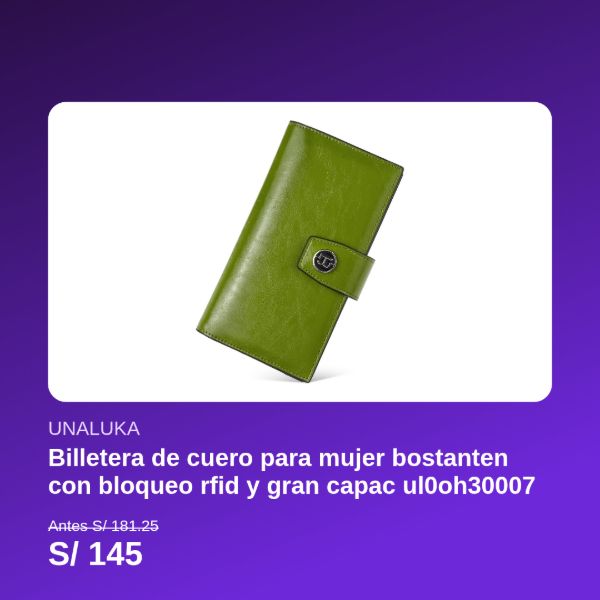 UNALUKA
Billetera de cuero para mujer bostanten
con bloqueo rfid y gran capac ul0oh30007
Antes S/ 181.25
S/ 145